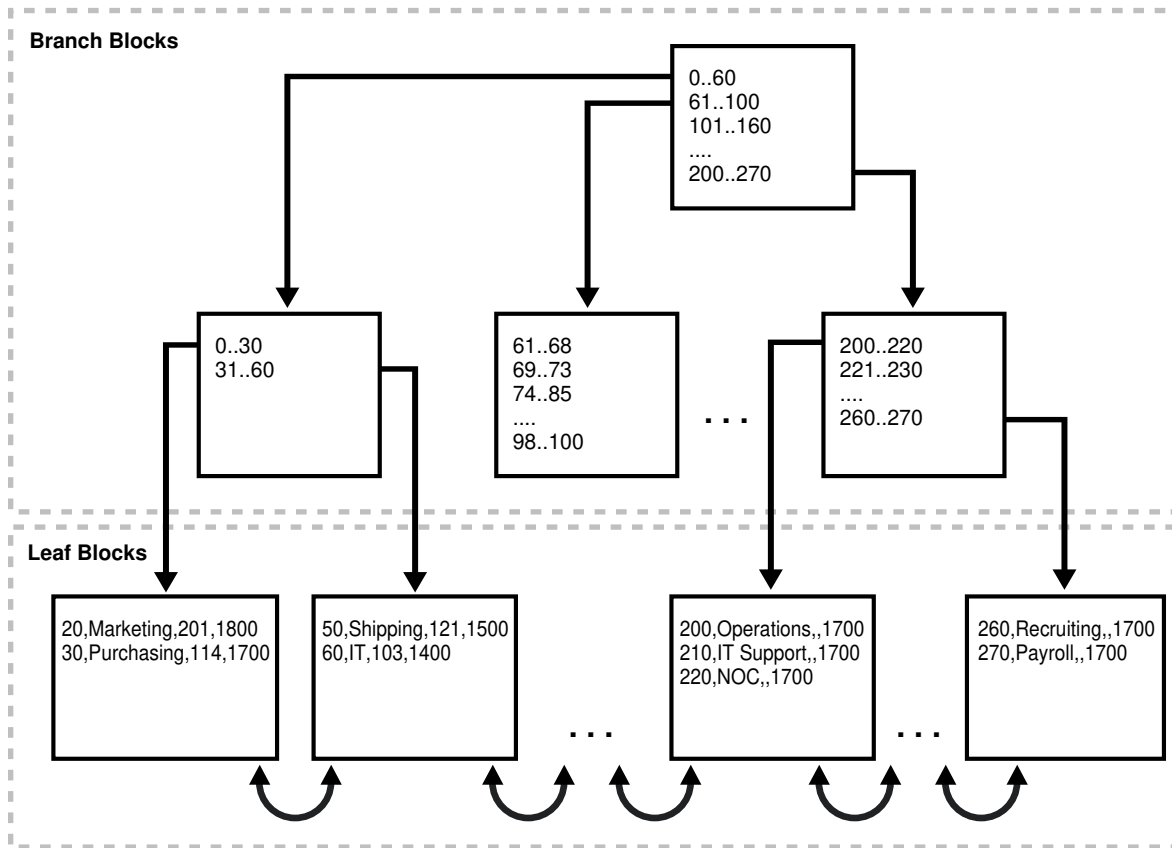 Branch Blocks
0..60
61..100
101..160
....
200..270
0..30
31..60
61..68
69..73
74..85
....
98..100
. . .
200..220
221..230
....
260..270
Leaf Blocks
20,Marketing,201,1800
30,Purchasing,114,1700
50,Shipping,121,1500
60,IT,103,1400
. . .
200,Operations,,1700
210,IT Support,,1700
220,NOC,,1700
. . .
260,Recruiting,,1700
270,Payroll,,1700